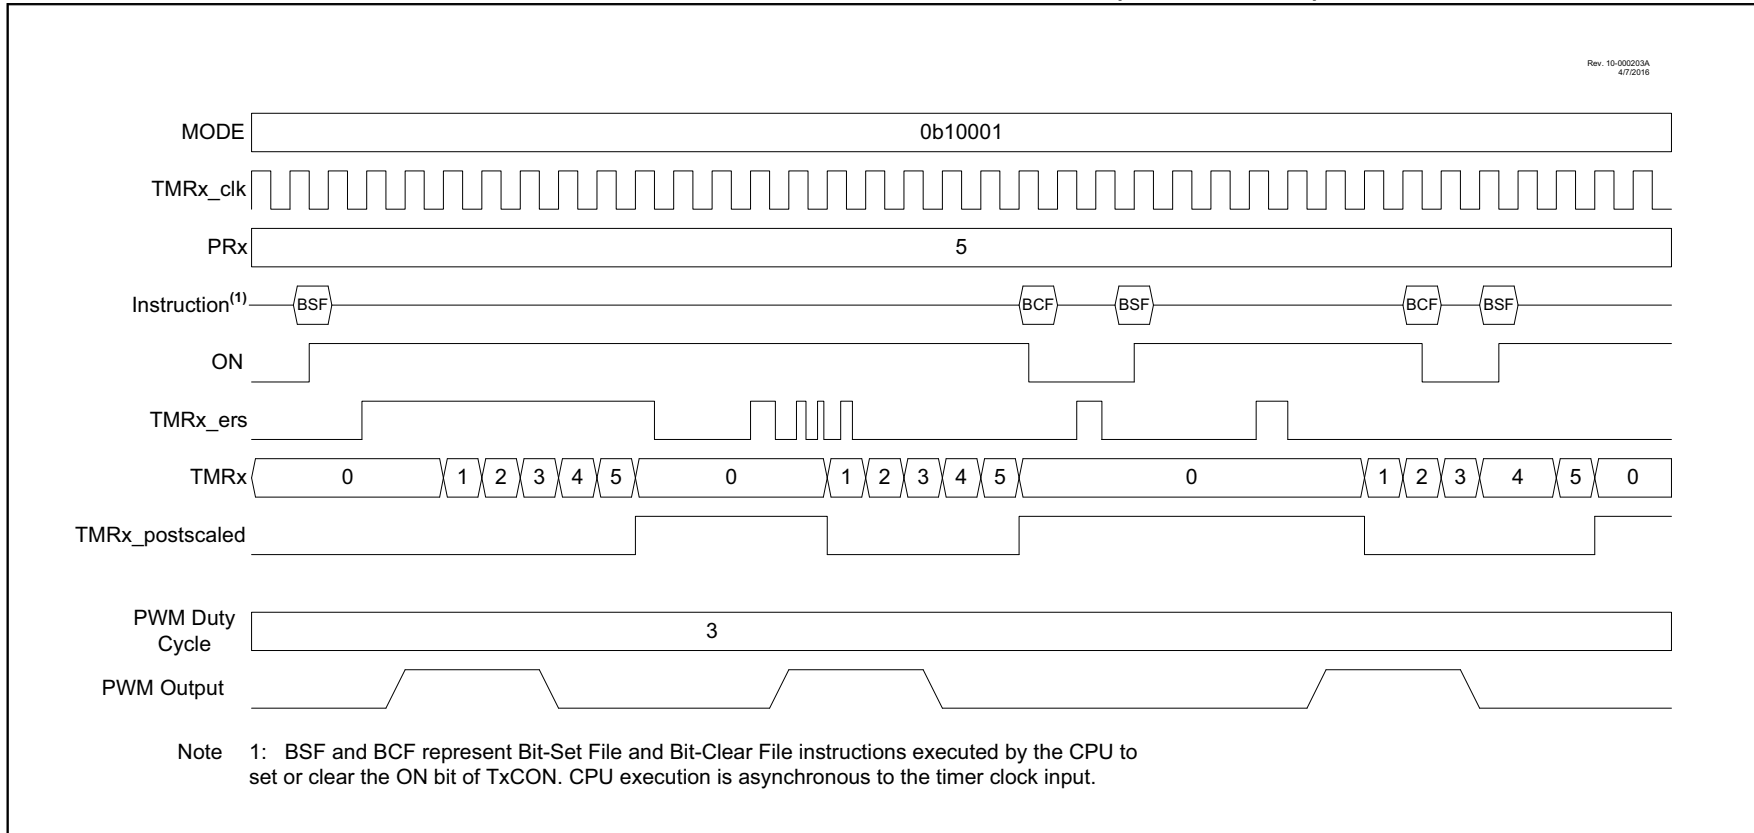 Rev. 10-000203A
4/7/2016
MODE 0b10001
TMRx_clk
PRx 5
Instruction(1) BSF BCF BSF BCF BSF
ON
TMRx_ers
TMRx 0 1 2 3 4 5 0 1 2 3 4 5 0 1 2 3 4 5 0
TMRx_postscaled
PWM Duty
Cycle 3
PWM Output
Note 1: BSF and BCF represent Bit-Set File and Bit-Clear File instructions executed by the CPU to
set or clear the ON bit of TxCON. CPU execution is asynchronous to the timer clock input.